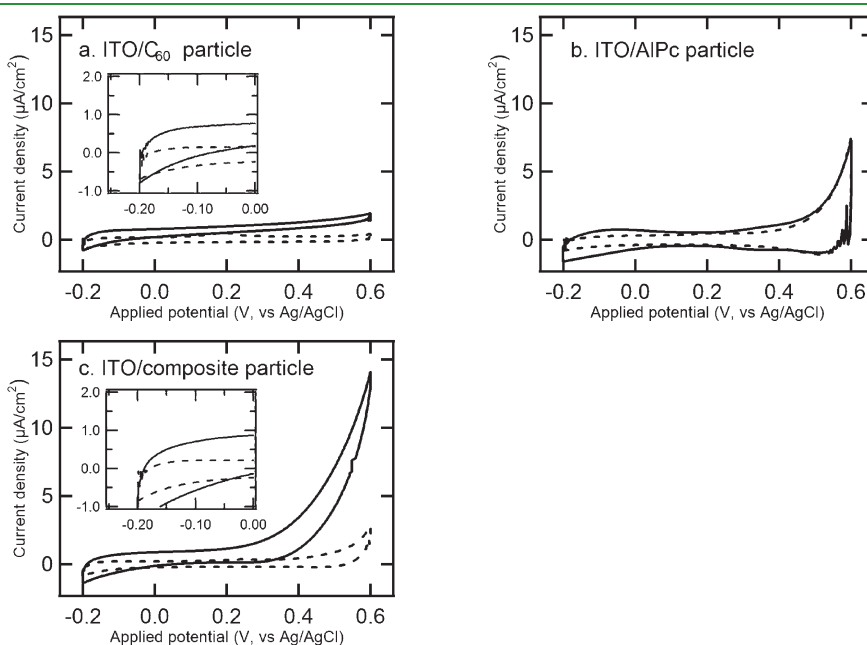 a. ITO/C60 particle
Current density (µA/cm2)
15
10
5
0
2.0
1.0
0.0
-1.0
-0.20 -0.10 0.00
-0.2 0.0 0.2 0.4 0.6
Applied potential (V, vs Ag/AgCl)
b. ITO/AlPc particle
Current density (µA/cm2)
15
10
5
0
-0.2 0.0 0.2 0.4 0.6
Applied potential (V, vs Ag/AgCl)
c. ITO/composite particle
Current density (µA/cm2)
15
10
5
0
2.0
1.0
0.0
-1.0
-0.20 -0.10 0.00
-0.2 0.0 0.2 0.4 0.6
Applied potential (V, vs Ag/AgCl)